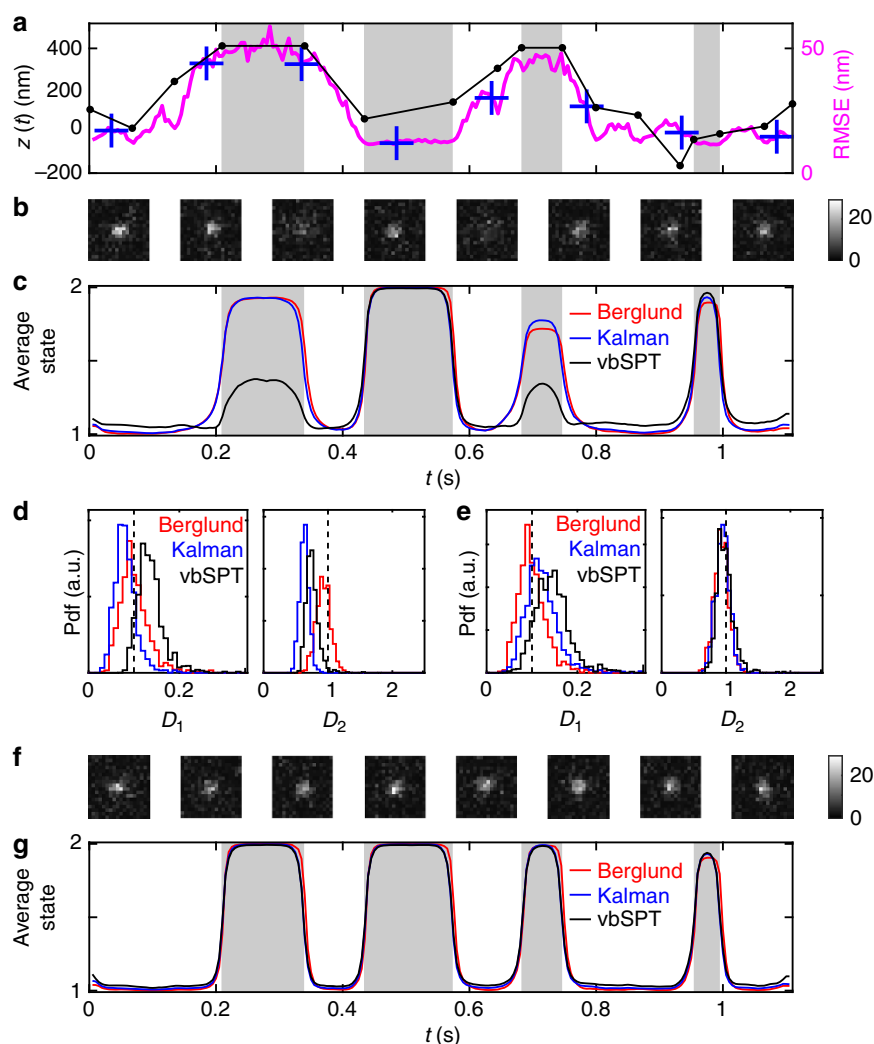 a
400
200
0
−200
z (t) (nm)
50
0
RMSE (nm)
b
20
0
c
2
1
Average
state
Berglund
Kalman
vbSPT
0 0.2 0.4 0.6 0.8 1
t (s)
d
Pdf (a.u.)
Berglund
Kalman
vbSPT
0 0.2
D1
0 1 2
D2
e
Pdf (a.u.)
Berglund
Kalman
vbSPT
0 0.2
D1
0 1 2
D2
f
20
0
g
2
1
Average
state
Berglund
Kalman
vbSPT
0 0.2 0.4 0.6 0.8 1
t (s)